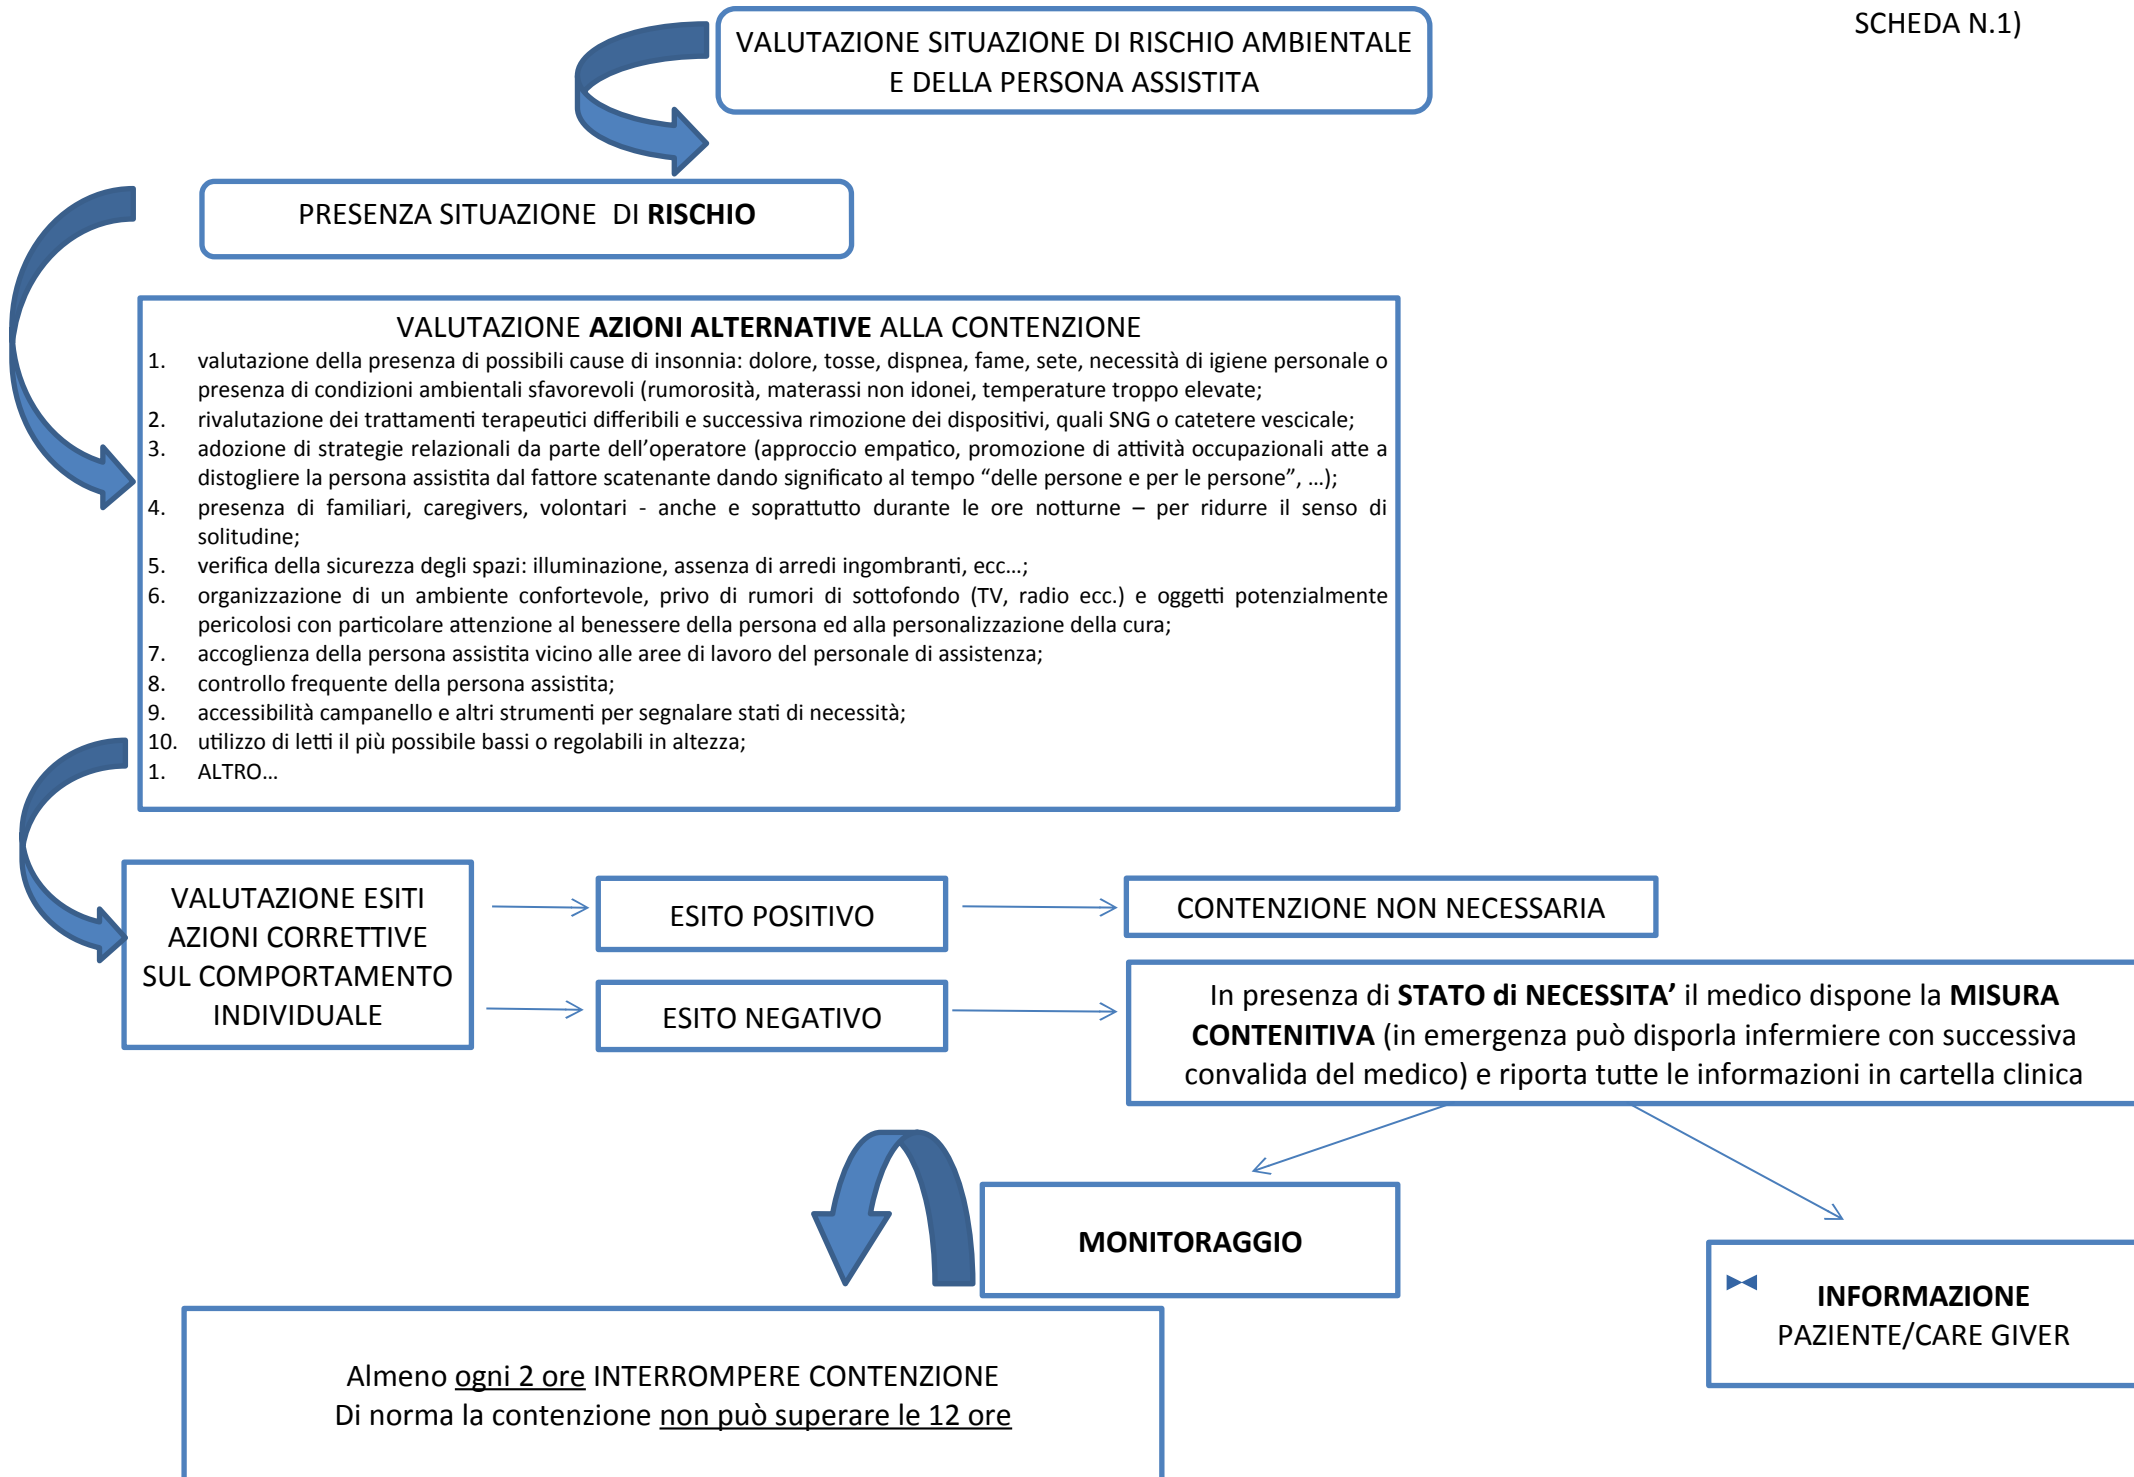 SCHEDA N.1)
VALUTAZIONE SITUAZIONE DI RISCHIO AMBIENTALE
E DELLA PERSONA ASSISTITA
PRESENZA SITUAZIONE DI RISCHIO
VALUTAZIONE AZIONI ALTERNATIVE ALLA CONTENZIONE
1. valutazione della presenza di possibili cause di insonnia: dolore, tosse, dispnea, fame, sete, necessità di igiene personale o
presenza di condizioni ambientali sfavorevoli (rumorosità, materassi non idonei, temperature troppo elevate;
2. rivalutazione dei trattamenti terapeutici differibili e successiva rimozione dei dispositivi, quali SNG o catetere vescicale;
3. adozione di strategie relazionali da parte dell’operatore (approccio empatico, promozione di attività occupazionali atte a
distogliere la persona assistita dal fattore scatenante dando significato al tempo “delle persone e per le persone”, …);
4. presenza di familiari, caregivers, volontari - anche e soprattutto durante le ore notturne – per ridurre il senso di
solitudine;
5. verifica della sicurezza degli spazi: illuminazione, assenza di arredi ingombranti, ecc…;
6. organizzazione di un ambiente confortevole, privo di rumori di sottofondo (TV, radio ecc.) e oggetti potenzialmente
pericolosi con particolare attenzione al benessere della persona ed alla personalizzazione della cura;
7. accoglienza della persona assistita vicino alle aree di lavoro del personale di assistenza;
8. controllo frequente della persona assistita;
9. accessibilità campanello e altri strumenti per segnalare stati di necessità;
10. utilizzo di letti il più possibile bassi o regolabili in altezza;
1. ALTRO…
VALUTAZIONE ESITI
AZIONI CORRETTIVE
SUL COMPORTAMENTO
INDIVIDUALE
ESITO POSITIVO
CONTENZIONE NON NECESSARIA
ESITO NEGATIVO
In presenza di STATO di NECESSITA’ il medico dispone la MISURA
CONTENITIVA (in emergenza può disporla infermiere con successiva
convalida del medico) e riporta tutte le informazioni in cartella clinica
MONITORAGGIO
INFORMAZIONE
PAZIENTE/CARE GIVER
Almeno ogni 2 ore INTERROMPERE CONTENZIONE
Di norma la contenzione non può superare le 12 ore